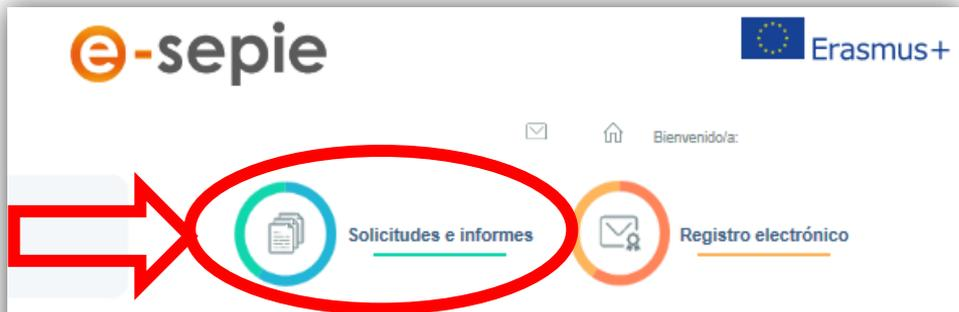 e-sepie
Erasmus+
Bienvenido/a:
Solicitudes e informes
Registro electrónico